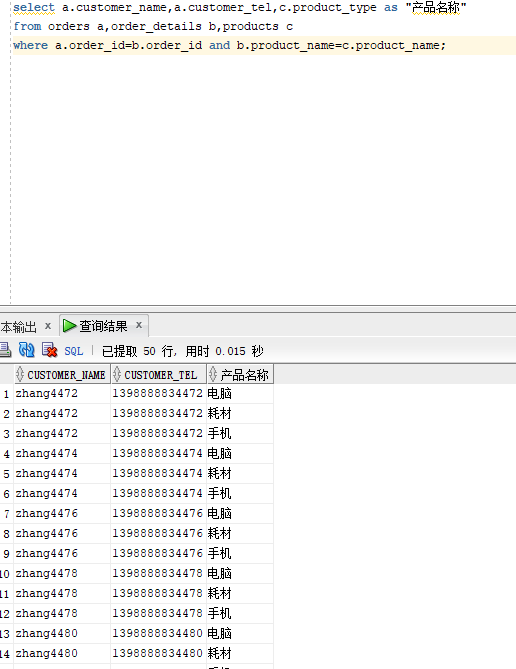 select a.customer_name,a.customer_tel,c.product_type as "产品名称"
from orders a,order_details b,products c
where a.order_id=b.order_id and b.product_name=c.product_name;
本输出 x 查询结果 x
SQL 已提取 50 行, 用时 0.015 秒
CUSTOMER_NAME CUSTOMER_TEL 产品名称
1 zhang4472 1398888834472 电脑
2 zhang4472 1398888834472 耗材
3 zhang4472 1398888834472 手机
4 zhang4474 1398888834474 电脑
5 zhang4474 1398888834474 耗材
6 zhang4474 1398888834474 手机
7 zhang4476 1398888834476 电脑
8 zhang4476 1398888834476 耗材
9 zhang4476 1398888834476 手机
10 zhang4478 1398888834478 电脑
11 zhang4478 1398888834478 耗材
12 zhang4478 1398888834478 手机
13 zhang4480 1398888834480 电脑
14 zhang4480 1398888834480 耗材